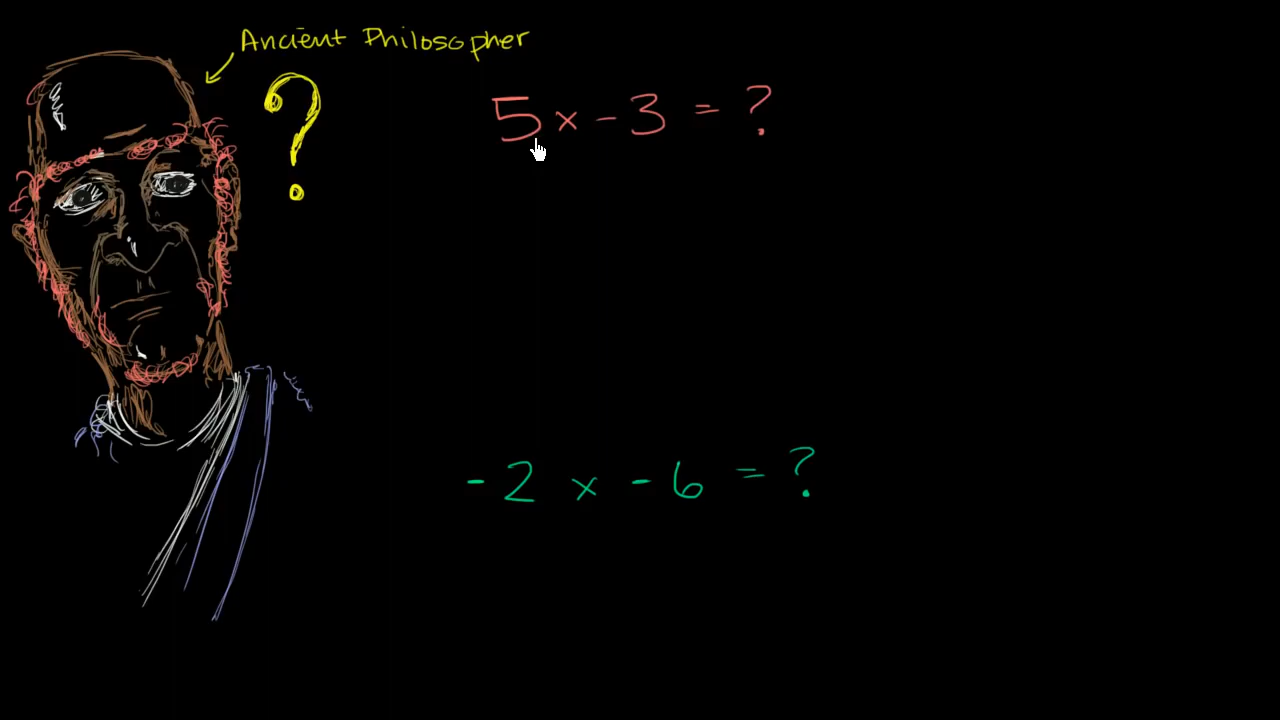 Ancient Philosopher
?
5 x - 3 = ?
- 2 x - 6 = ?